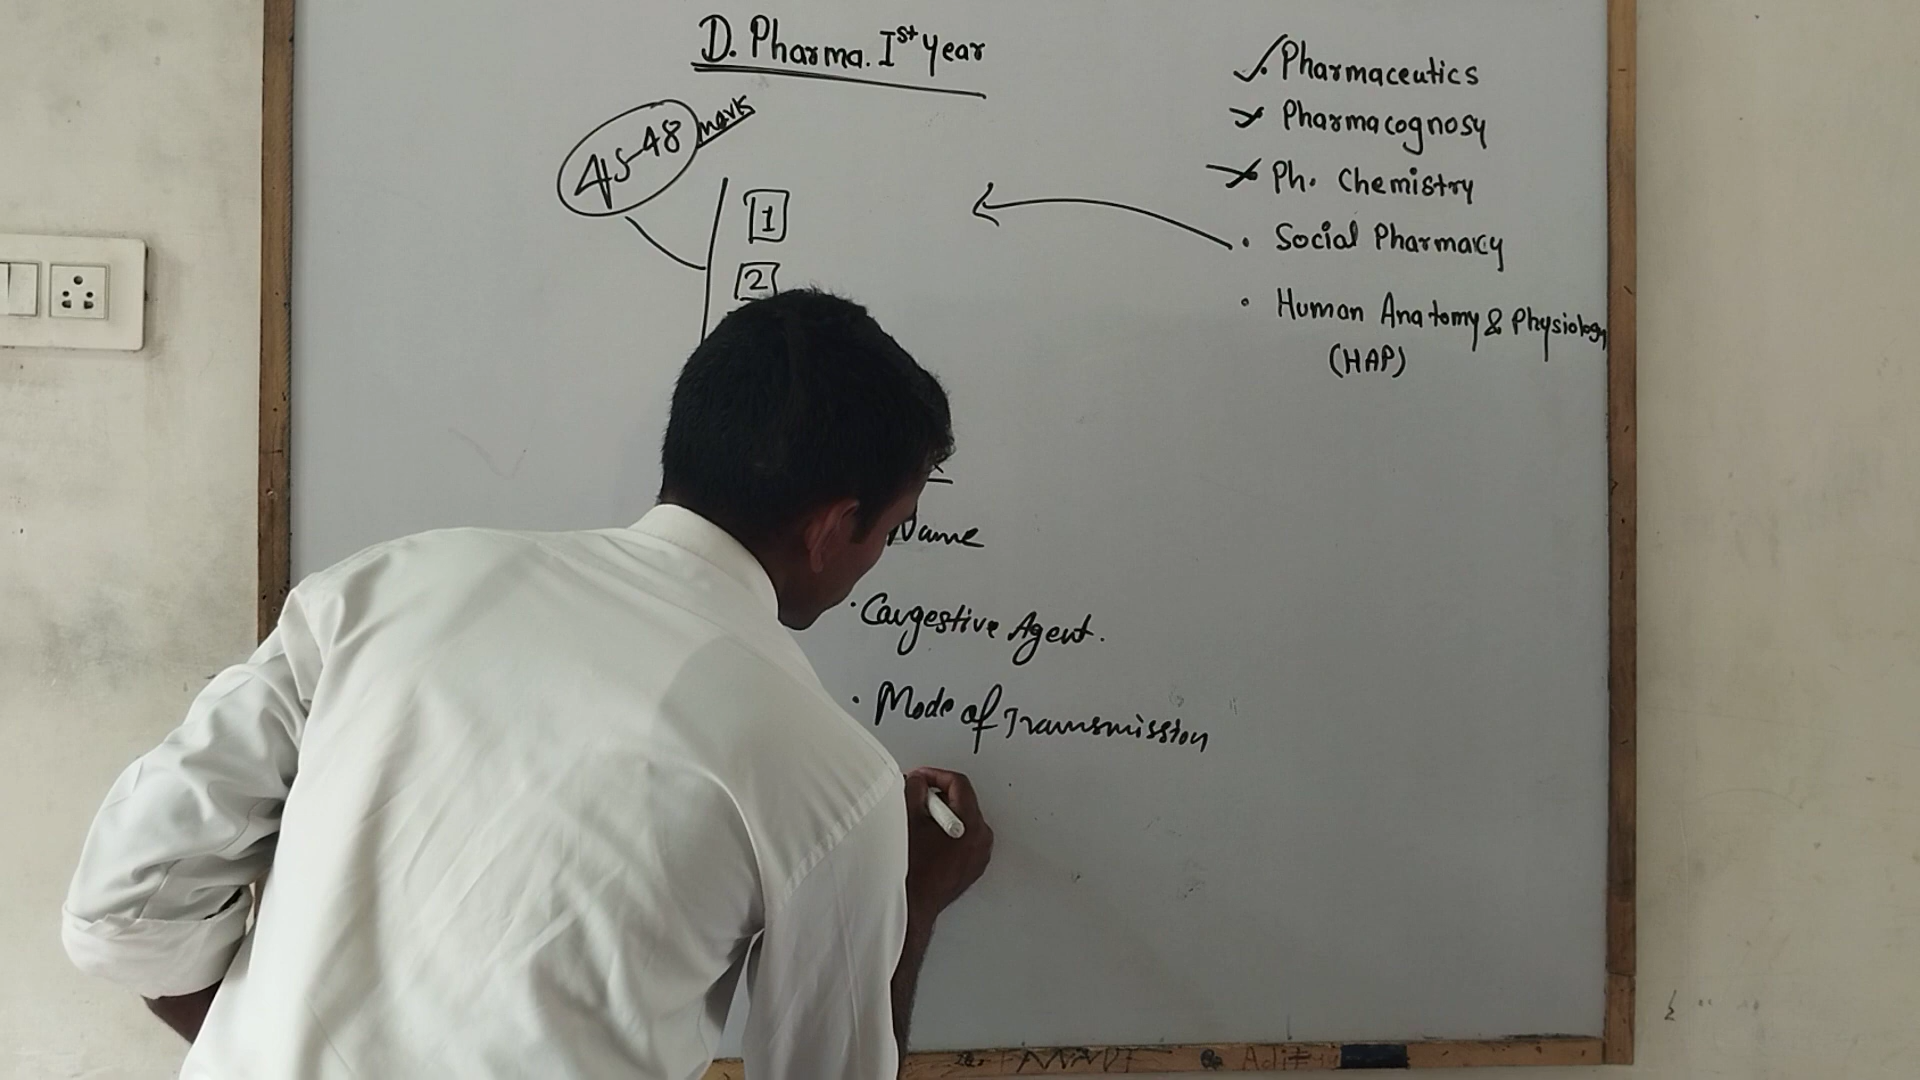 D. Pharma. Ist year
45-48 marks
1
2
Name
· Caugestive Agent.
· Mode of Transmission
Pharmaceutics
Pharmacognosy
Ph. Chemistry
· Social Pharmacy
· Human Anatomy & Physiology
(HAP)